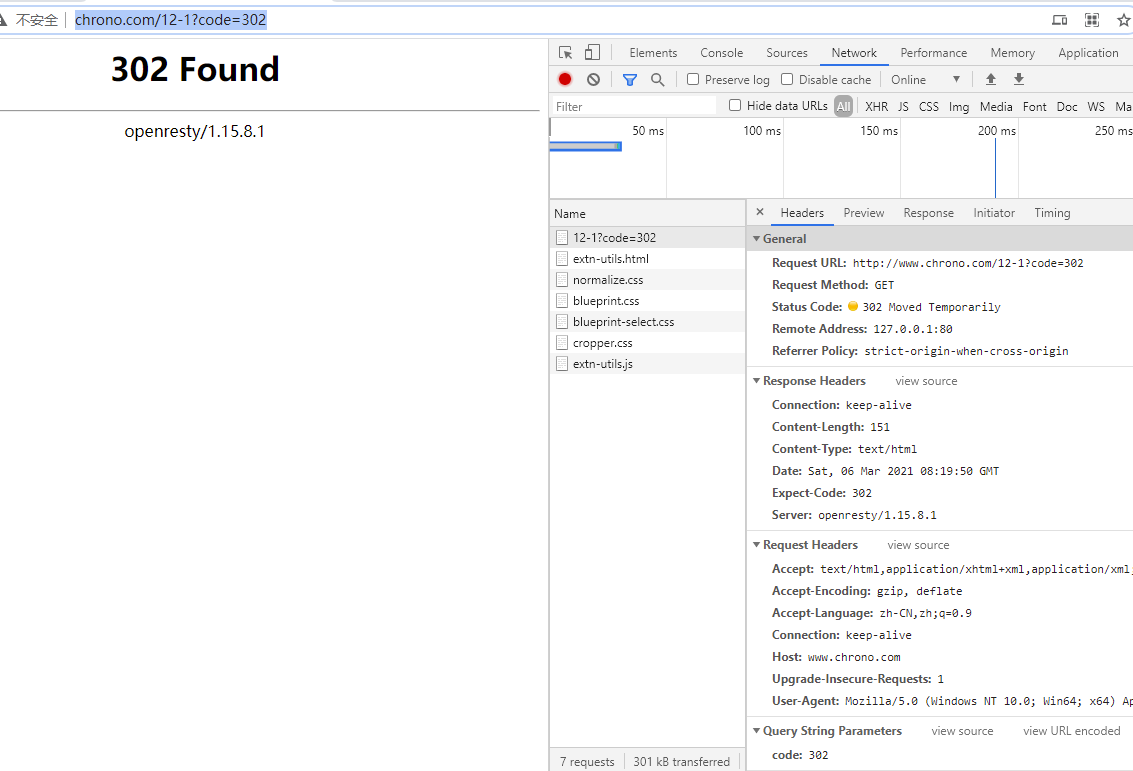 不安全 chrono.com/12-1?code=302
302 Found
openresty/1.15.8.1
Elements Console Sources Network Performance Memory Application
Preserve log Disable cache Online
Filter Hide data URLs All XHR JS CSS Img Media Font Doc WS Ma
50 ms 100 ms 150 ms 200 ms 250 ms
Name
12-1?code=302
extn-utils.html
normalize.css
blueprint.css
blueprint-select.css
cropper.css
extn-utils.js
7 requests 301 kB transferred
× Headers Preview Response Initiator Timing
General
Request URL: http://www.chrono.com/12-1?code=302
Request Method: GET
Status Code: 302 Moved Temporarily
Remote Address: 127.0.0.1:80
Referrer Policy: strict-origin-when-cross-origin
Response Headers view source
Connection: keep-alive
Content-Length: 151
Content-Type: text/html
Date: Sat, 06 Mar 2021 08:19:50 GMT
Expect-Code: 302
Server: openresty/1.15.8.1
Request Headers view source
Accept: text/html,application/xhtml+xml,application/xml,
Accept-Encoding: gzip, deflate
Accept-Language: zh-CN,zh;q=0.9
Connection: keep-alive
Host: www.chrono.com
Upgrade-Insecure-Requests: 1
User-Agent: Mozilla/5.0 (Windows NT 10.0; Win64; x64) Ap
Query String Parameters view source view URL encoded
code: 302